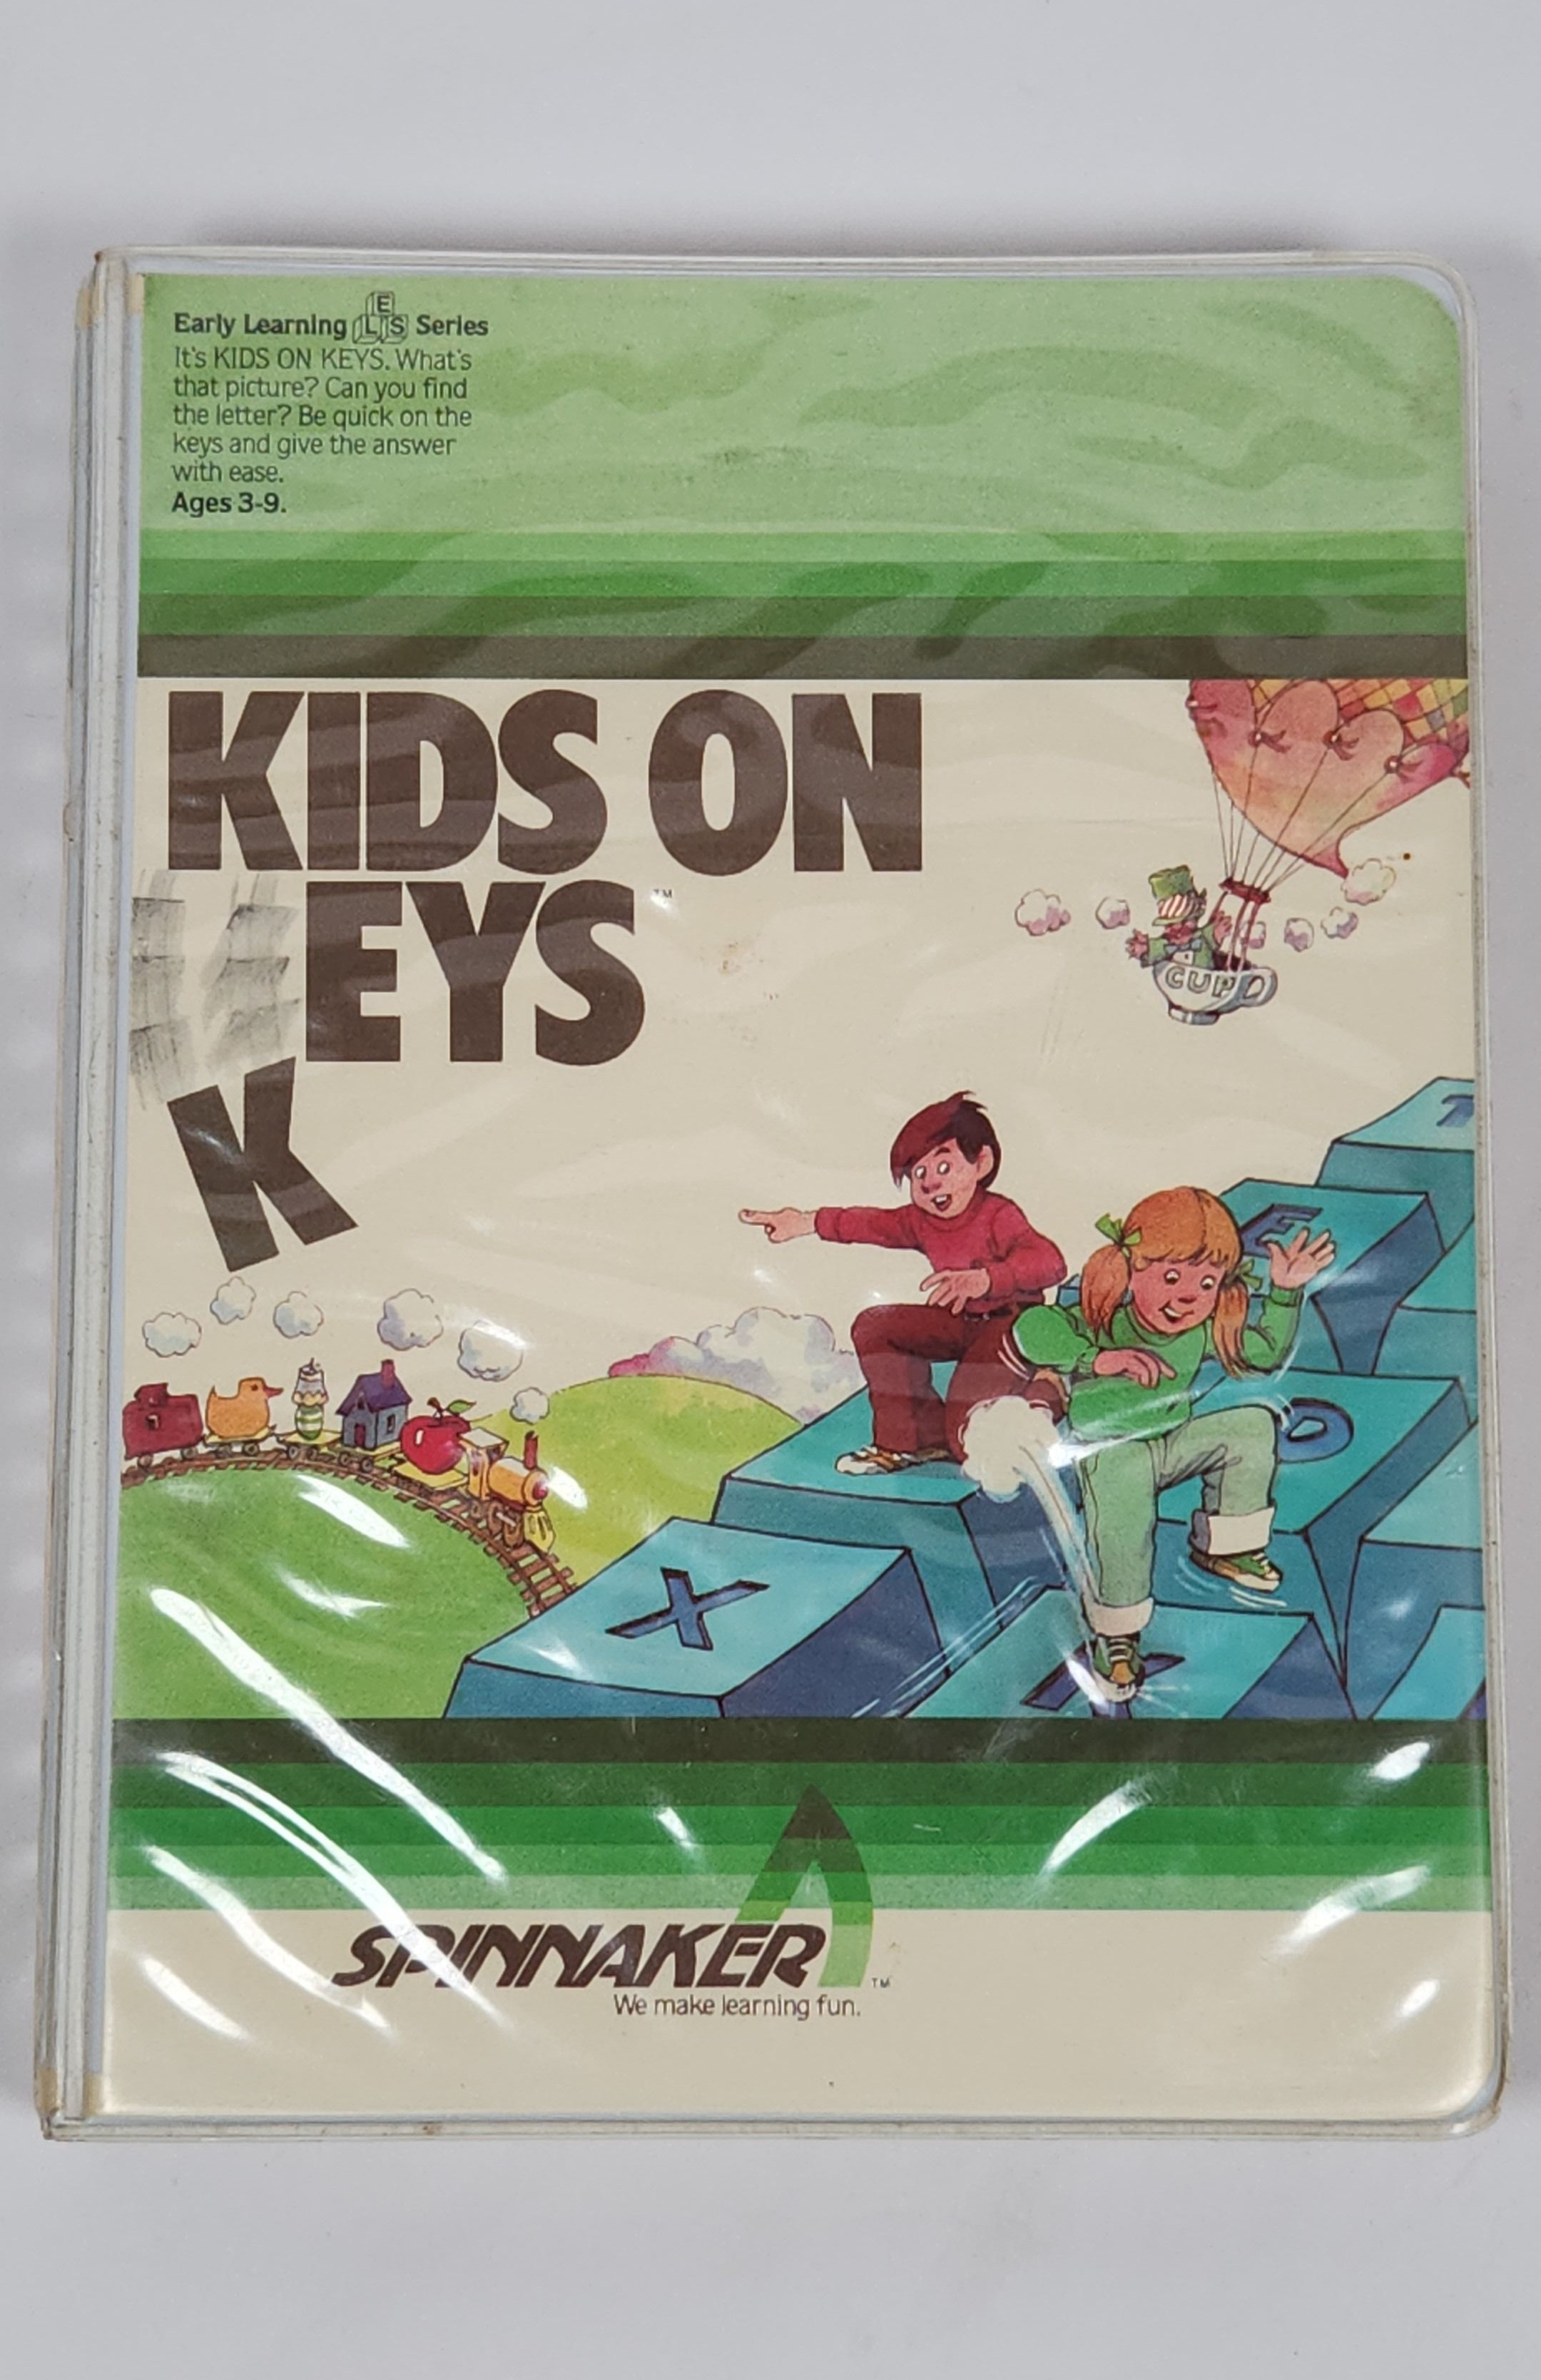 Early Learning ELS Series
It's KIDS ON KEYS. What's
that picture? Can you find
the letter? Be quick on the
keys and give the answer
with ease.
Ages 3-9.
KIDS ON
KEYS™
CUP
T
E
D
X
SPINNAKER™
We make learning fun.